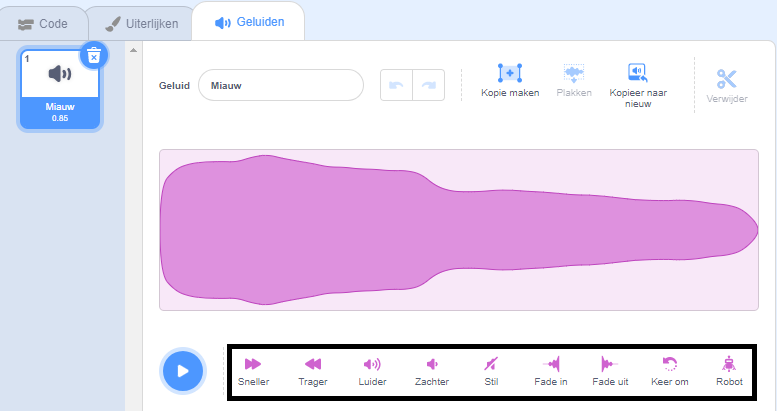 Code
Uiterlijken
Geluiden
1
Miauw
0.85
Geluid
Miauw
Kopie maken
Plakken
Kopieer naar
nieuw
Verwijder
Sneller
Trager
Luider
Zachter
Stil
Fade in
Fade uit
Keer om
Robot